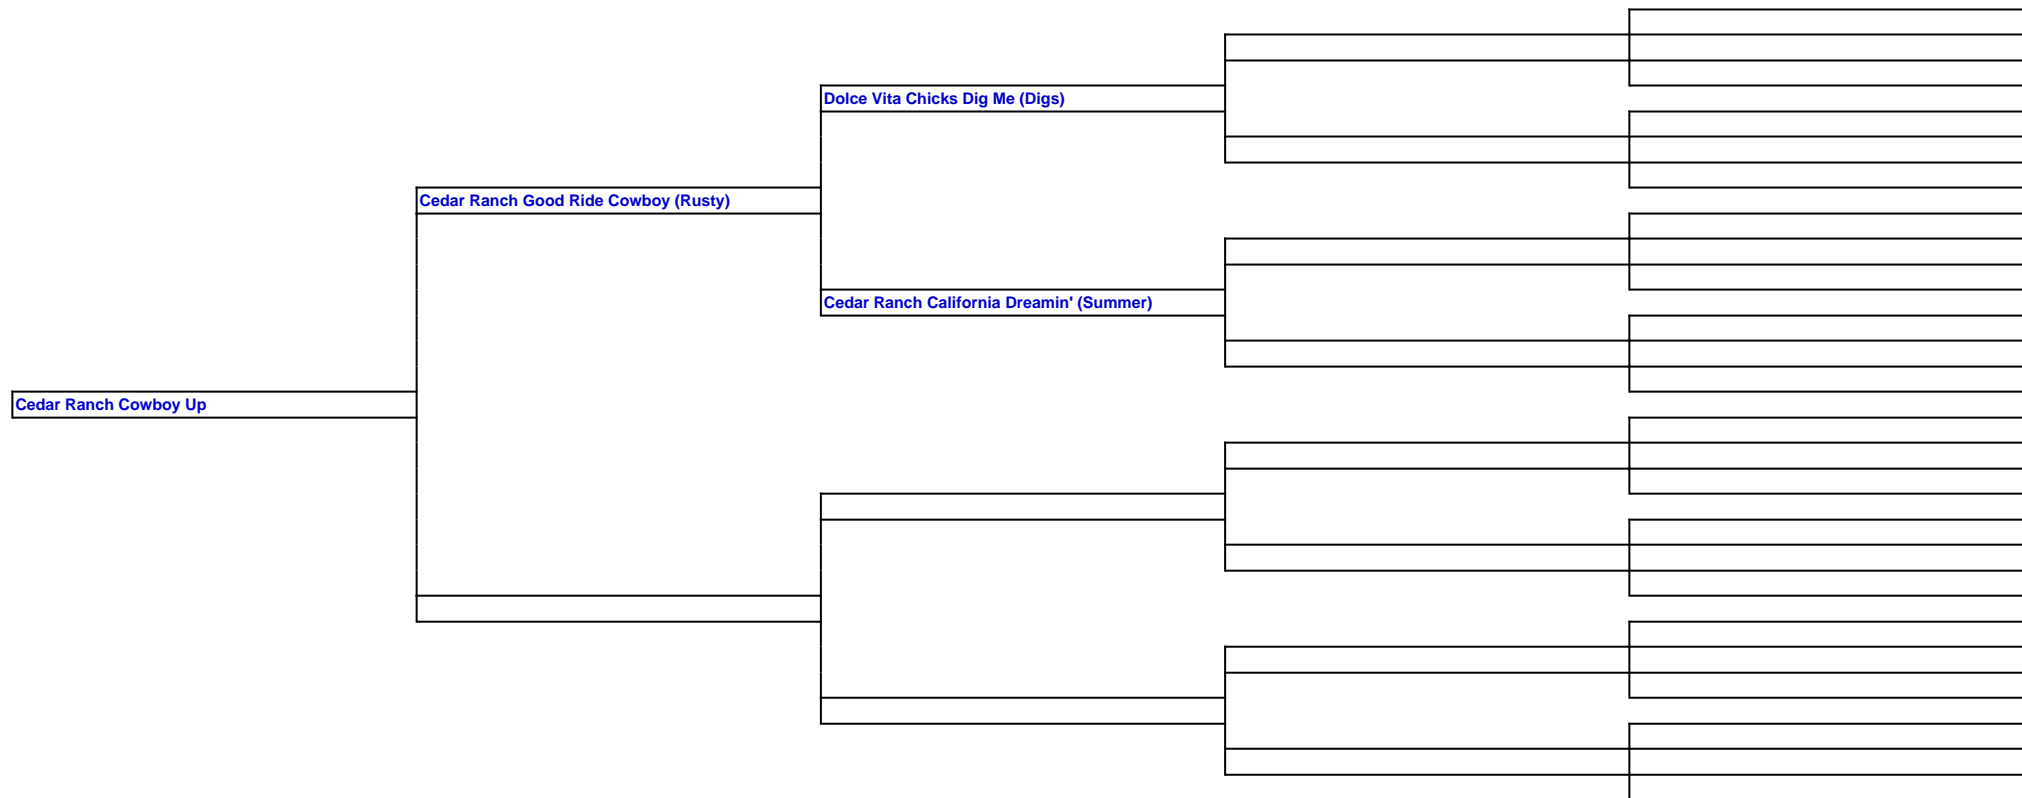 Dolce Vita Chicks Dig Me (Digs)
Cedar Ranch Good Ride Cowboy (Rusty)
Cedar Ranch California Dreamin' (Summer)
Cedar Ranch Cowboy Up